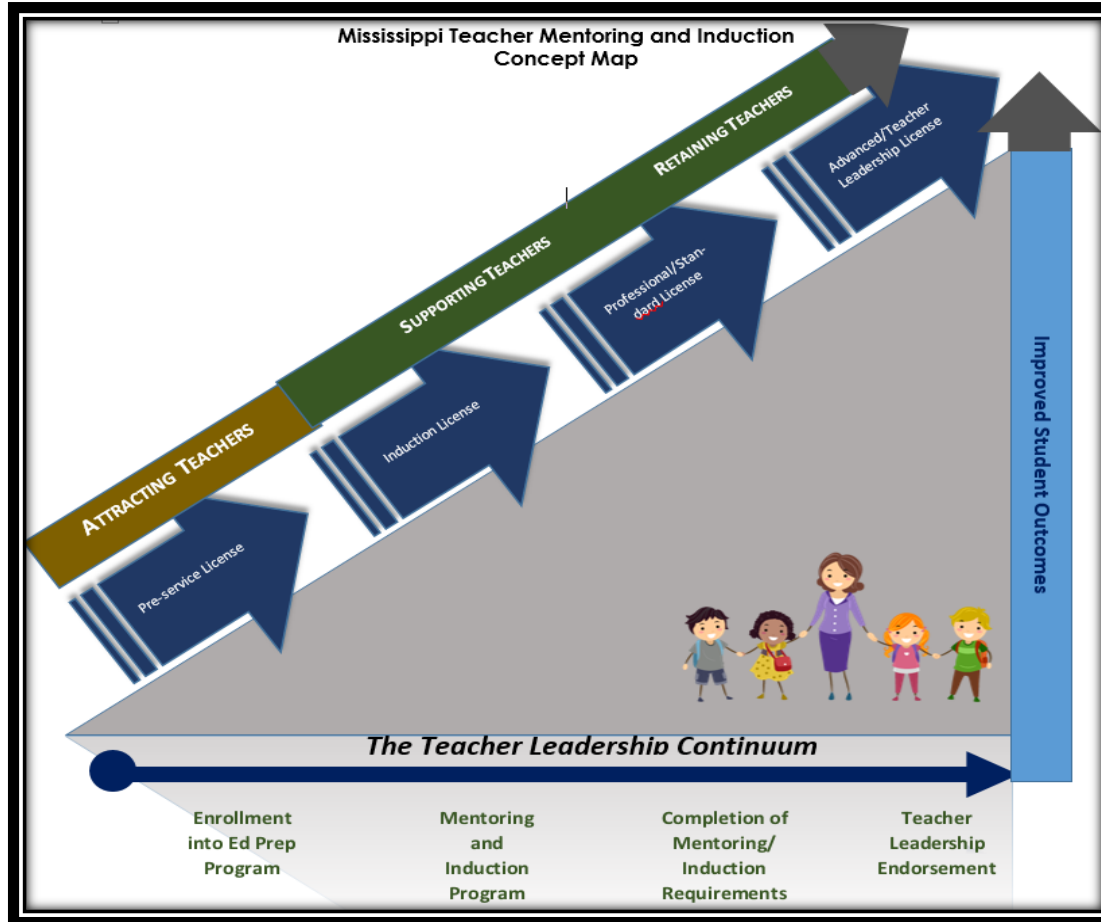 Mississippi Teacher Mentoring and Induction
Concept Map
RETAINING TEACHERS
Advanced/Teacher
Leadership License
SUPPORTING TEACHERS
Professional/Stan-
dard License
ATTRACTING TEACHERS
Induction License
Pre-service License
Improved Student Outcomes
The Teacher Leadership Continuum
Enrollment
into Ed Prep
Program
Mentoring
and
Induction
Program
Completion of
Mentoring/
Induction
Requirements
Teacher
Leadership
Endorsement